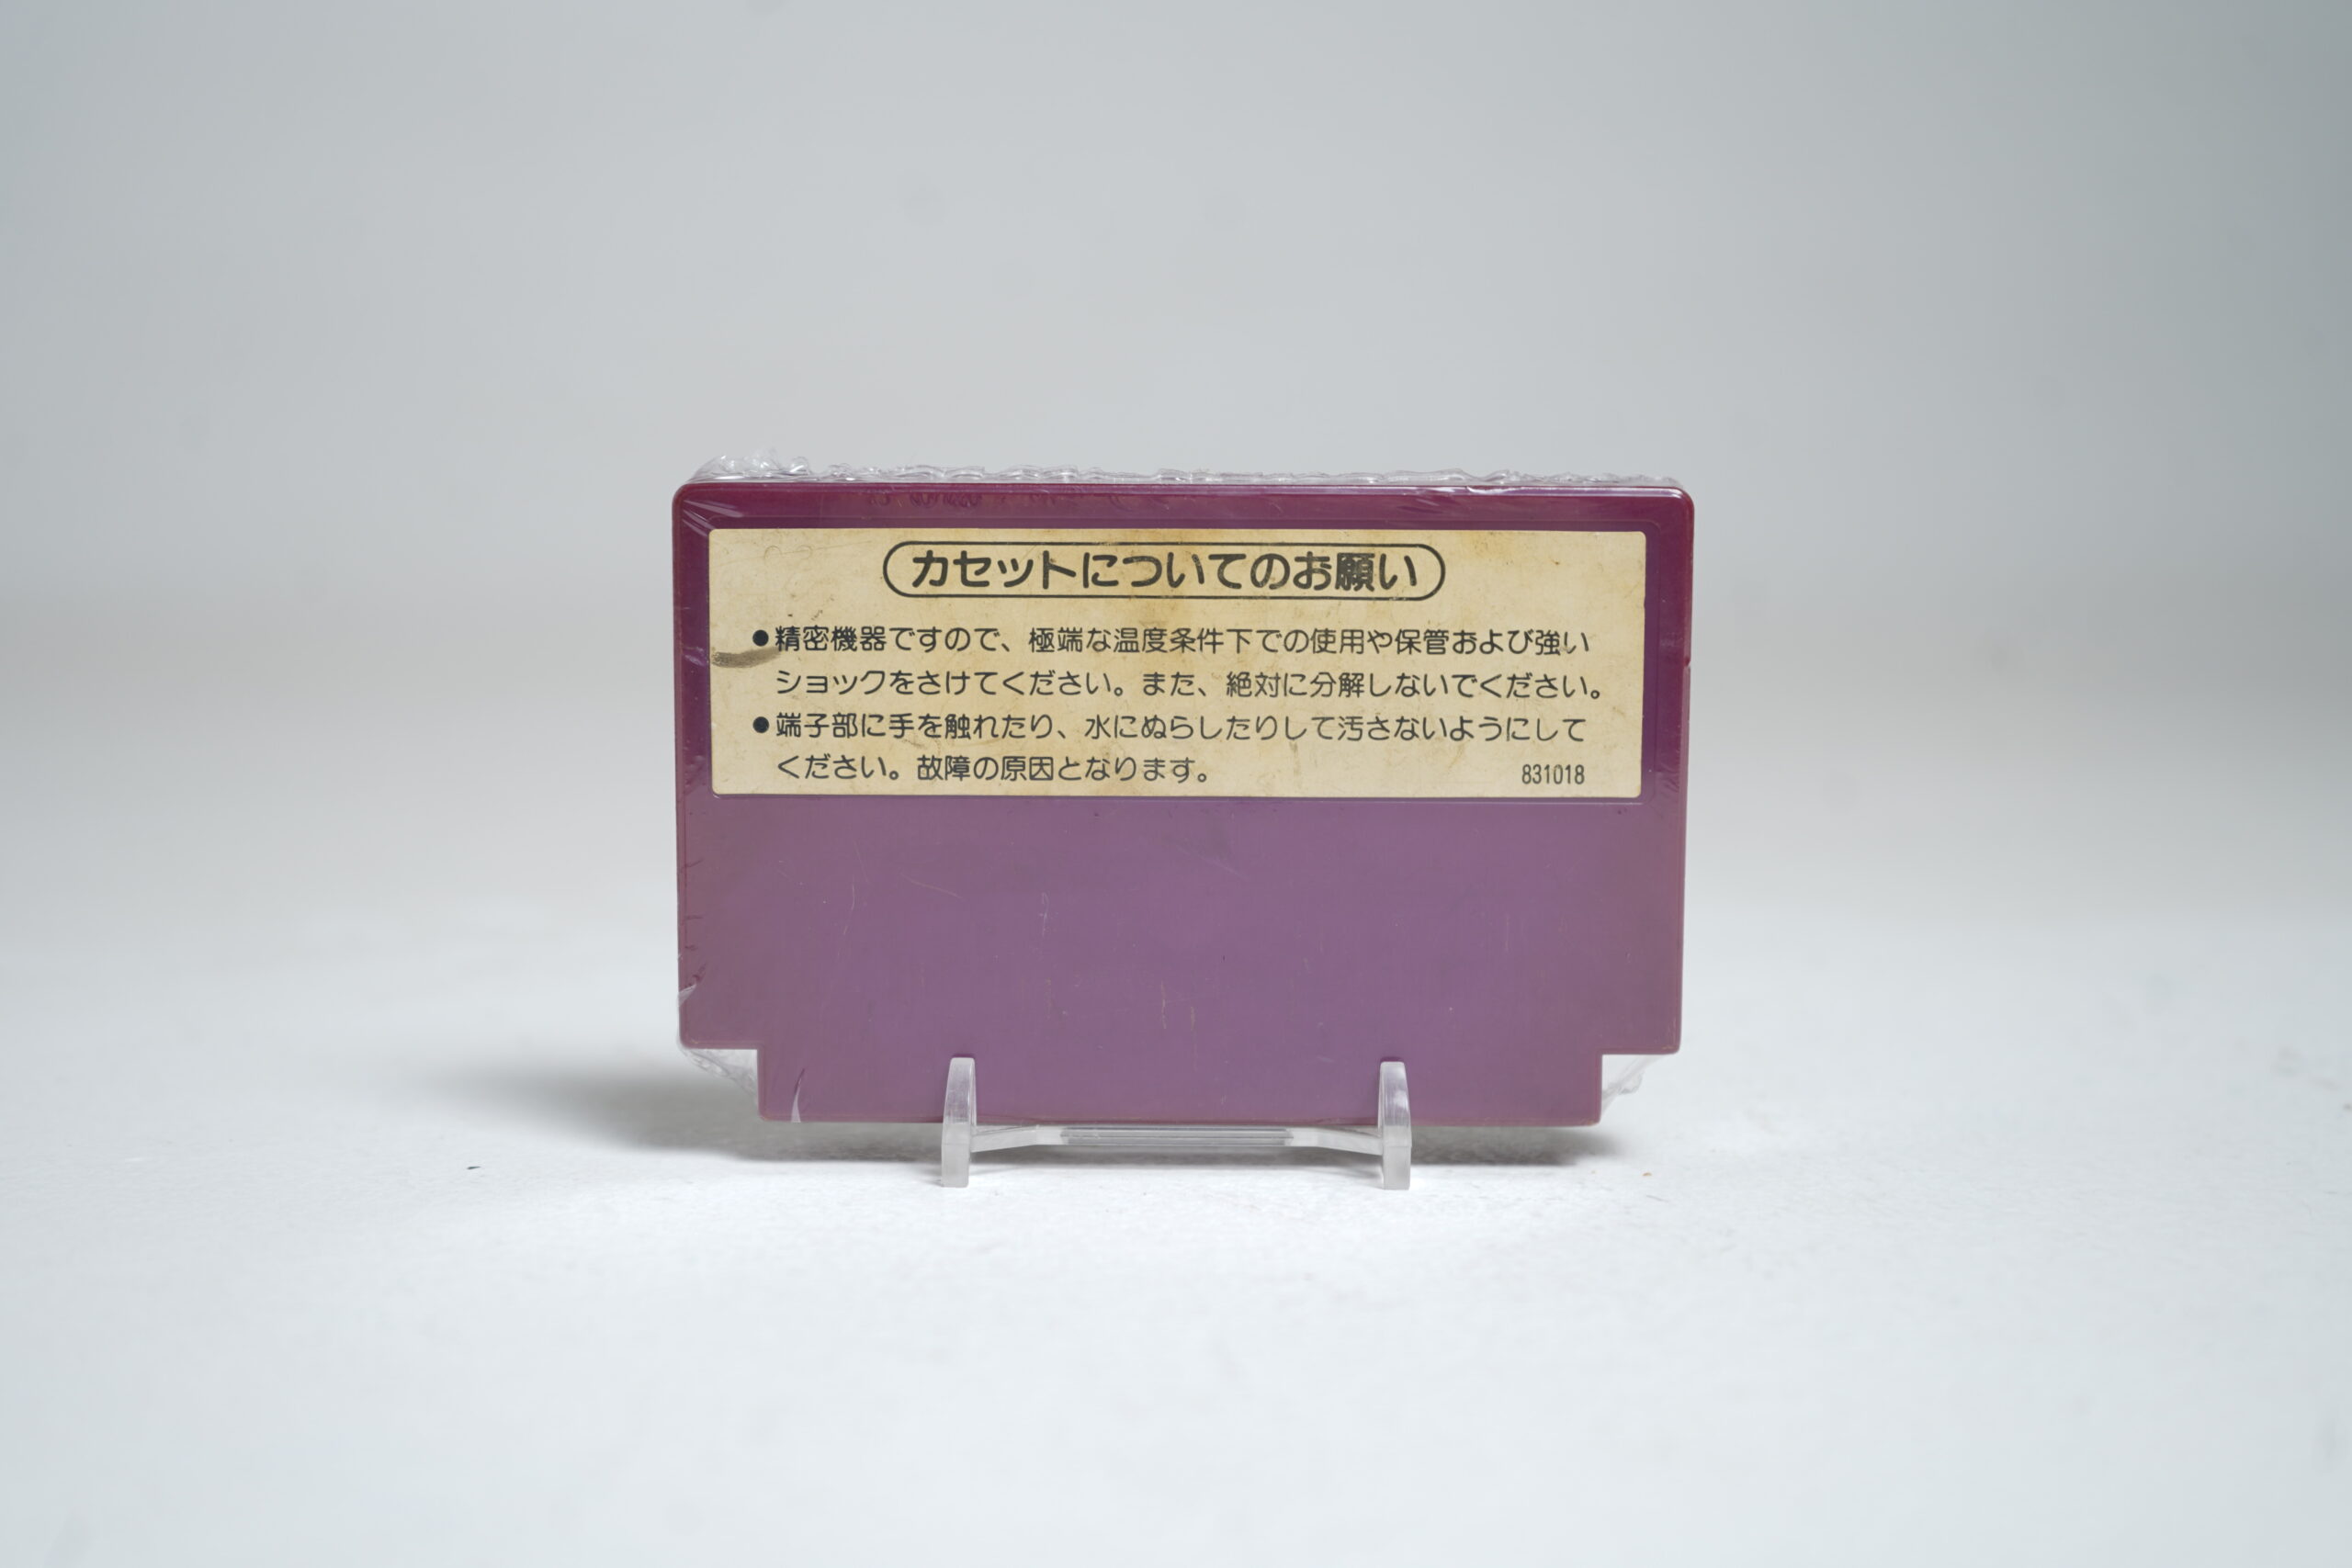 カセットについてのお願い
●精密機器ですので、極端な温度条件下での使用や保管および強い
ショックをさけてください。また、絶対に分解しないでください。
●端子部に手を触れたり、水にぬらしたりして汚さないようにして
ください。故障の原因となります。
831018